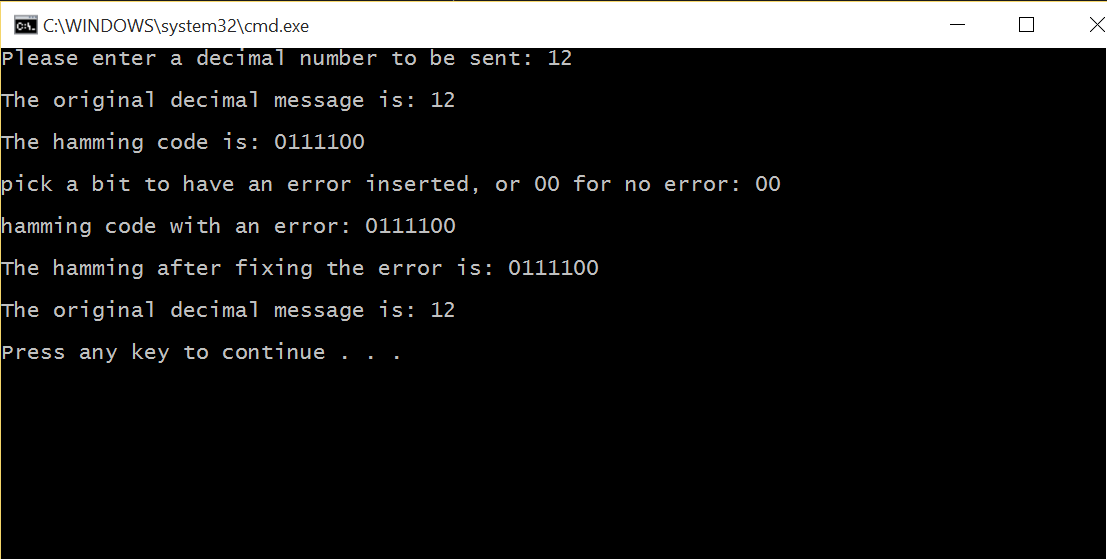 C:\WINDOWS\system32\cmd.exe
Please enter a decimal number to be sent: 12
The original decimal message is: 12
The hamming code is: 0111100
pick a bit to have an error inserted, or 00 for no error: 00
hamming code with an error: 0111100
The hamming after fixing the error is: 0111100
The original decimal message is: 12
Press any key to continue . . .